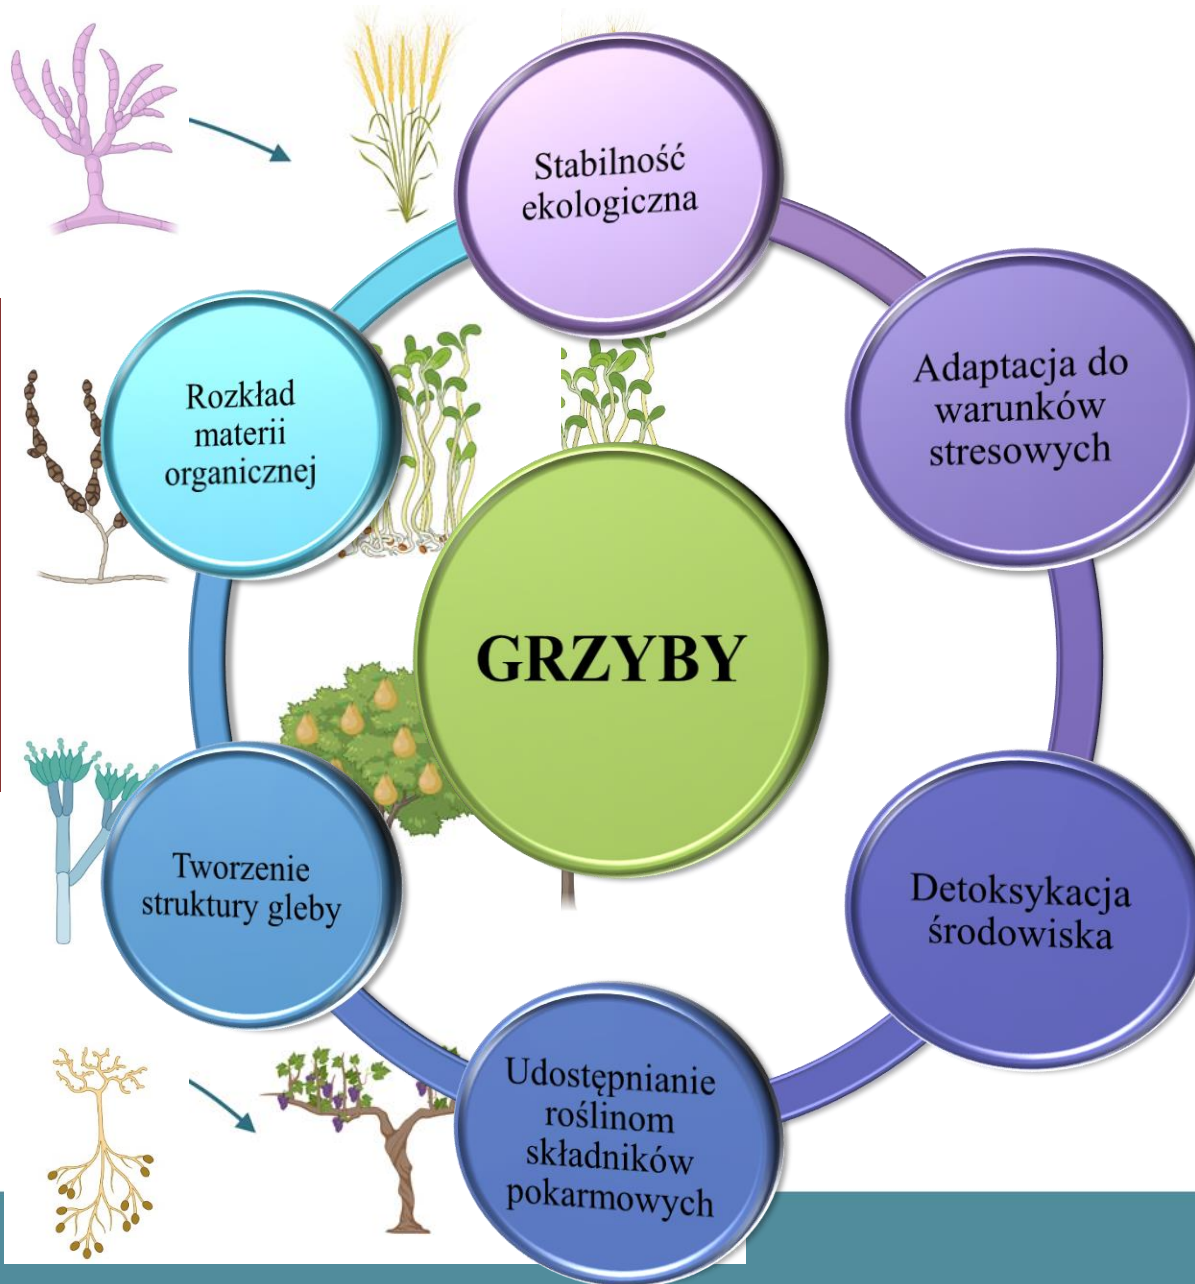 Stabilność
ekologiczna
Adaptacja do
warunków
stresowych
Detoksykacja
środowiska
Udostępnianie
roślinom
składników
pokarmowych
Tworzenie
struktury gleby
Rozkład
materii
organicznej
GRZYBY